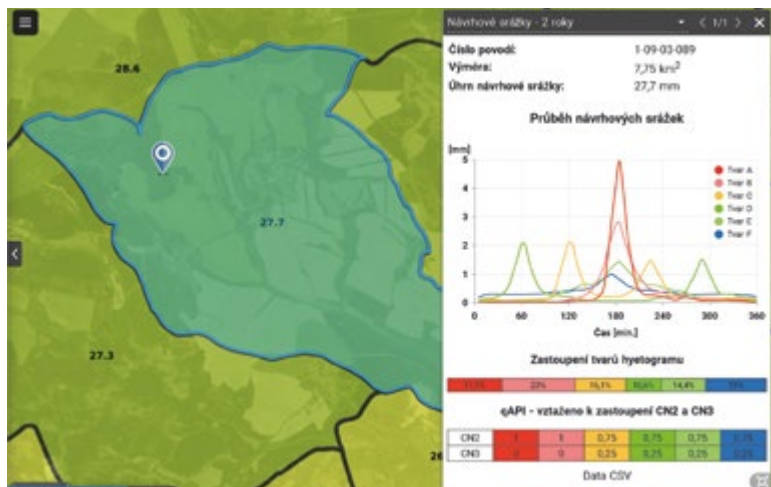 28.6
27.7
27.3
Návrhové srážky - 2 roky
1/1
Číslo povodí: 1-09-03-089
Výměra: 7,75 km²
Úhrn návrhové srážky: 27,7 mm
Průběh návrhových srážek
[mm]
5
4
3
2
1
0
Tvar A
Tvar B
Tvar C
Tvar D
Tvar E
Tvar F
0 60 120 180 240 300 360
Čas [min.]
Zastoupení tvarů hyetogramu
23% 16,1% 10,6% 14,4%
qAPI - vztaženo k zastoupení CN2 a CN3
CN2 1 1 0,75 0,75 0,75 0,75
CN3 0 0 0,25 0,25 0,25 0,25
Data CSV